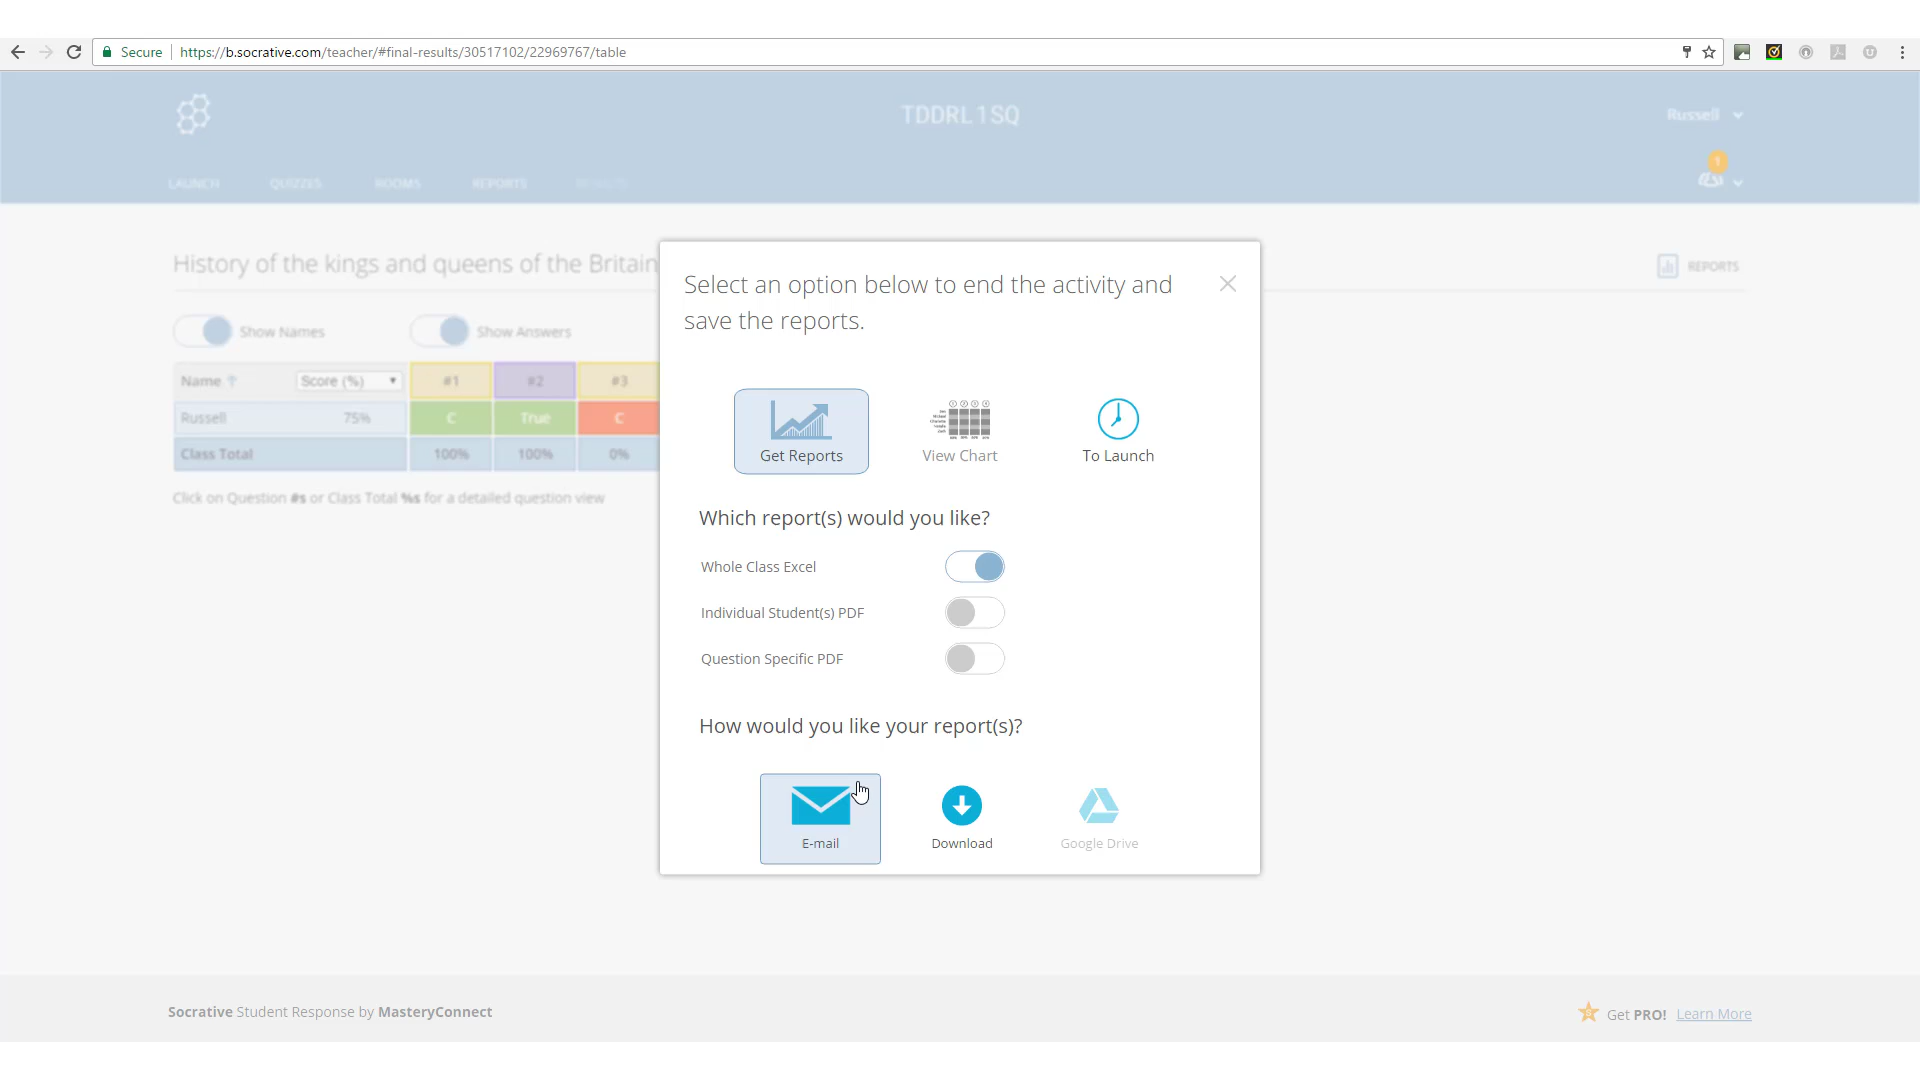 Secure https://b.socrative.com/teacher/#final-results/30517102/22969767/table
TDDRL1SQ
Russell
1
LAUNCH QUIZZES ROOMS REPORTS RESULTS
History of the kings and queens of the Britain
REPORTS
Select an option below to end the activity and
save the reports.
Show Names Show Answers
Name Score (%) #1 #2 #3
Russell 75% C True C
Class Total 100% 100% 0%
Click on Question #s or Class Total %s for a detailed question view
Get Reports View Chart To Launch
Which report(s) would you like?
Whole Class Excel
Individual Student(s) PDF
Question Specific PDF
How would you like your report(s)?
E-mail Download Google Drive
Socrative Student Response by MasteryConnect
Get PRO! Learn More